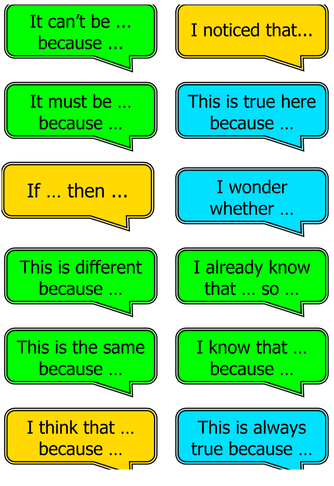 It can't be ...
because ...
I noticed that...
It must be ...
because ...
This is true here
because ...
If ... then ...
I wonder
whether ...
This is different
because ...
I already know
that ... so ...
This is the same
because ...
I know that ...
because ...
I think that ...
because ...
This is always
true because ...